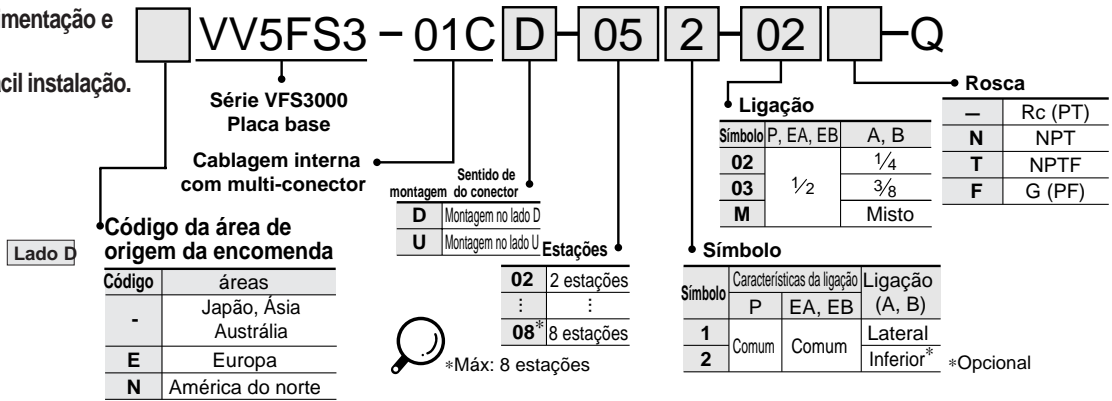 imentação e
ácil instalação.
VV5FS3 – 01C D – 05 2 – 02 –Q
Série VFS3000
Placa base
Cablagem interna
com multi-conector
Sentido de
montagem do conector
D Montagem no lado D
U Montagem no lado U
Lado D
Código da área de
origem da encomenda
Código áreas
- Japão, Ásia
Austrália
E Europa
N América do norte
Estações
02 2 estações
⋮ ⋮
08* 8 estações
*Máx: 8 estações
Ligação
Símbolo P, EA, EB A, B
02 1/2 1/4
03 3/8
M Misto
Símbolo
Símbolo Características da ligação Ligação
P EA, EB (A, B)
1 Comum Comum Lateral
2 Inferior*
*Opcional
Rosca
– Rc (PT)
N NPT
T NPTF
F G (PF)